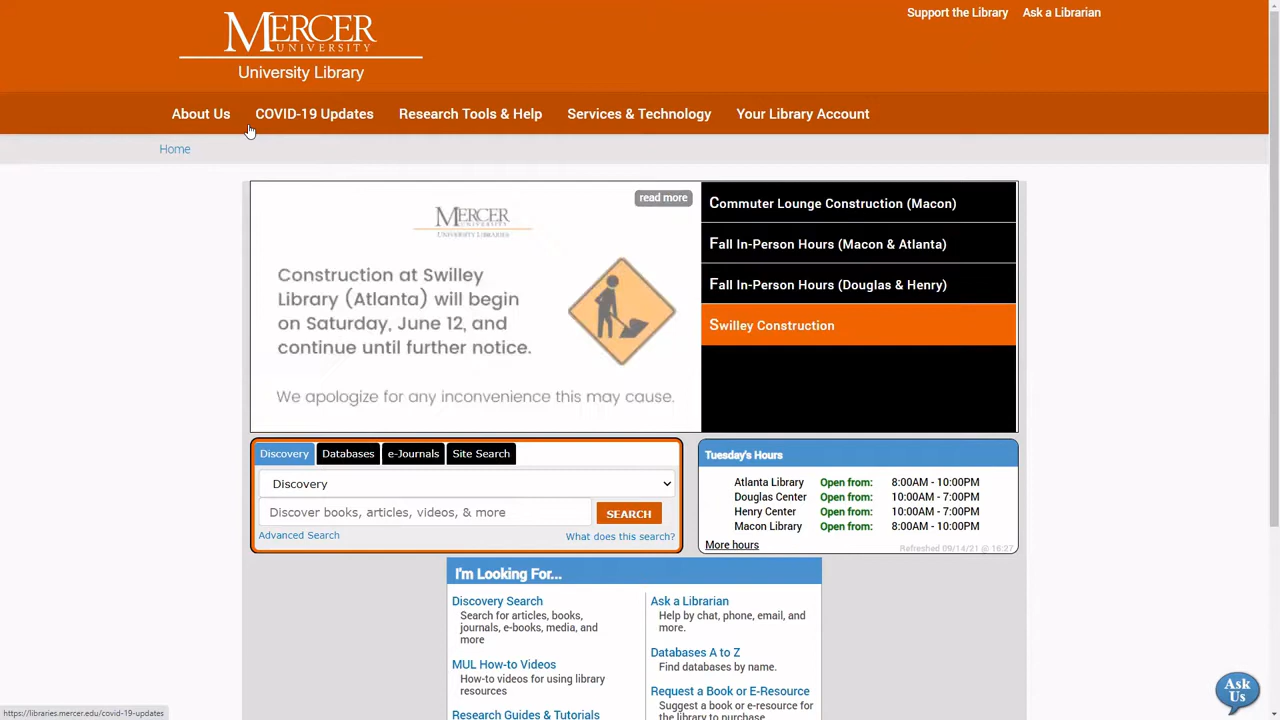 Support the Library Ask a Librarian
MERCER
UNIVERSITY
University Library
About Us COVID-19 Updates Research Tools & Help Services & Technology Your Library Account
Home
read more
MERCER
UNIVERSITY
UNIVERSITY LIBRARIES
Construction at Swilley
Library (Atlanta) will begin
on Saturday, June 12, and
continue until further notice.
We apologize for any inconvenience this may cause.
Commuter Lounge Construction (Macon)
Fall In-Person Hours (Macon & Atlanta)
Fall In-Person Hours (Douglas & Henry)
Swilley Construction
Discovery Databases e-Journals Site Search
Discovery
Discover books, articles, videos, & more SEARCH
Advanced Search What does this search?
Tuesday's Hours
Atlanta Library Open from: 8:00AM - 10:00PM
Douglas Center Open from: 10:00AM - 7:00PM
Henry Center Open from: 10:00AM - 7:00PM
Macon Library Open from: 8:00AM - 10:00PM
More hours Refreshed 09/14/21 @ 16:27
I'm Looking For...
Discovery Search
Search for articles, books,
journals, e-books, media, and
more
MUL How-to Videos
How-to videos for using library
resources
Research Guides & Tutorials
Ask a Librarian
Help by chat, phone, email, and
more.
Databases A to Z
Find databases by name.
Request a Book or E-Resource
Suggest a book or e-resource for
the library to purchase
Ask
Us
https://libraries.mercer.edu/covid-19-updates